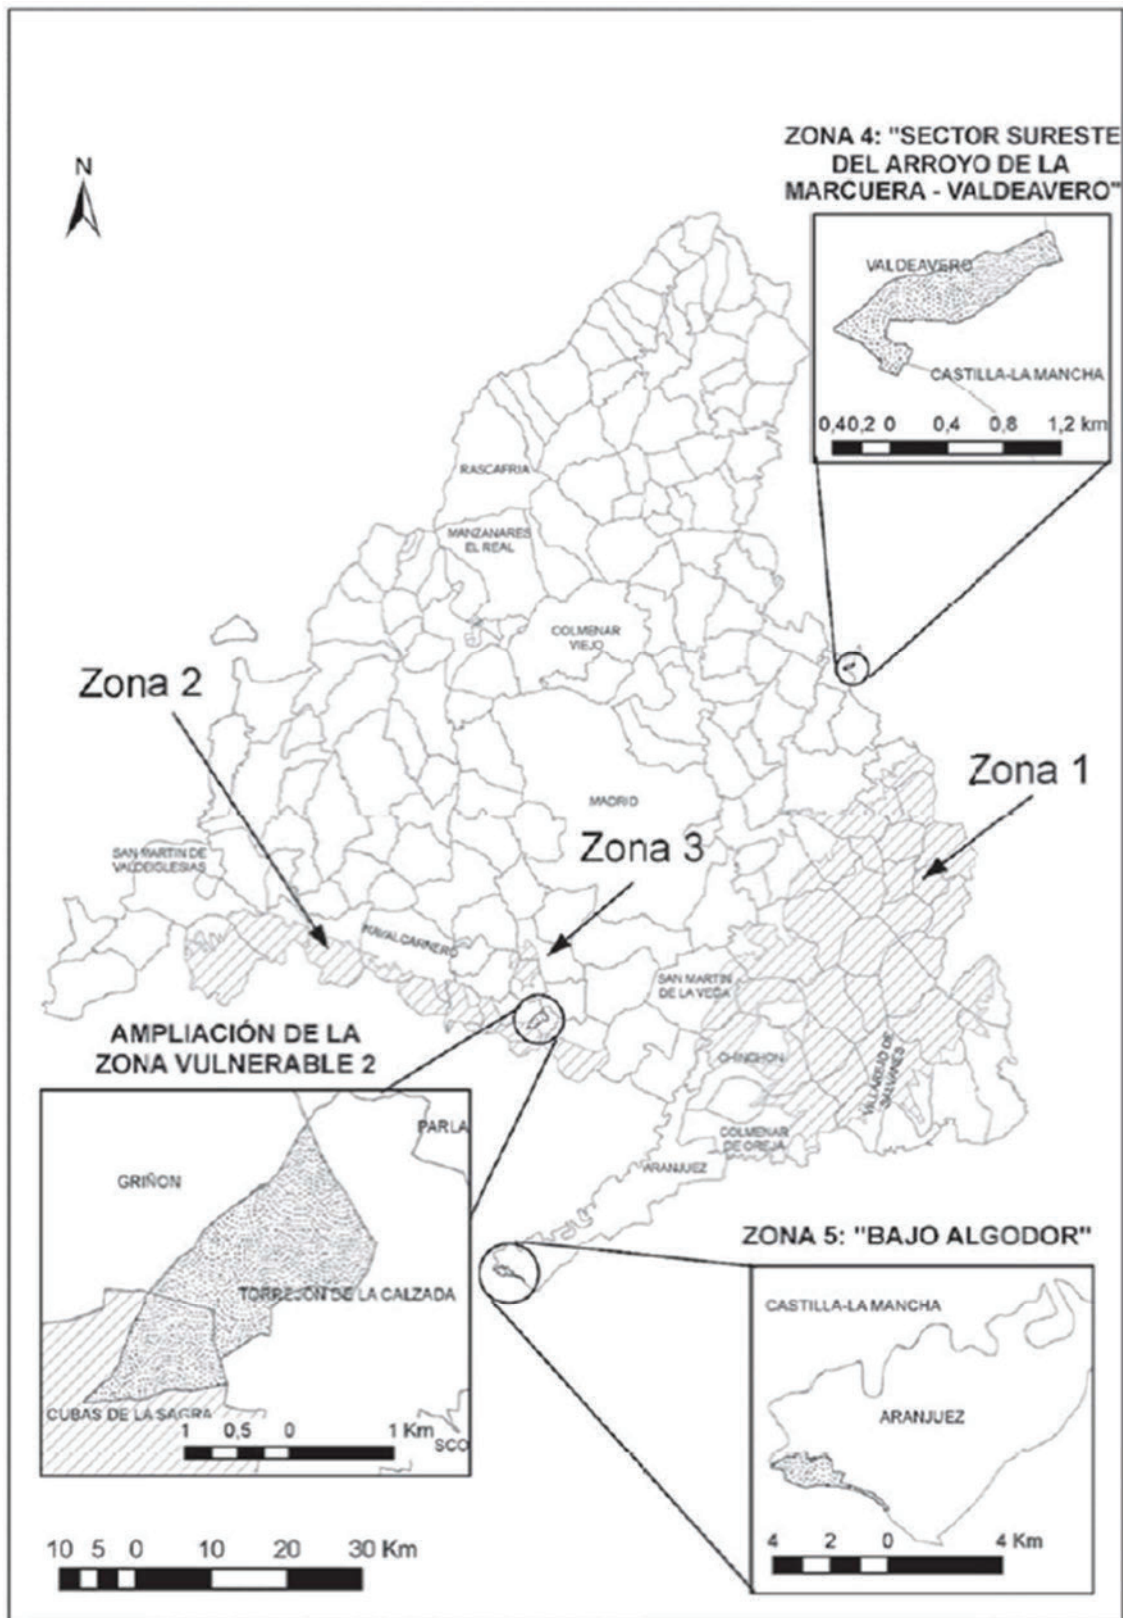 N
ZONA 4: "SECTOR SURESTE
DEL ARROYO DE LA
MARCUERA - VALDEAVERO"
VALDEAVERO
CASTILLA-LA MANCHA
0,40,2 0 0,4 0,8 1,2 km
RASCAFRIA
MANZANARES
EL REAL
COLMENAR
VIEJO
Zona 2
Zona 1
MADRID
Zona 3
SAN MARTIN DE
VALDEIGLESIAS
NAVALCARNERO
SAN MARTIN
DE LA VEGA
AMPLIACIÓN DE LA
ZONA VULNERABLE 2
CHINCHON
VILLAREJO DE
SALVANES
COLMENAR
DE OREJA
ARANJUEZ
PARLA
GRIÑON
TORREJON DE LA CALZADA
CUBAS DE LA SAGRA
1 0,5 0 1 Km
SCO
ZONA 5: "BAJO ALGODOR"
CASTILLA-LA MANCHA
ARANJUEZ
4 2 0 4 Km
10 5 0 10 20 30 Km